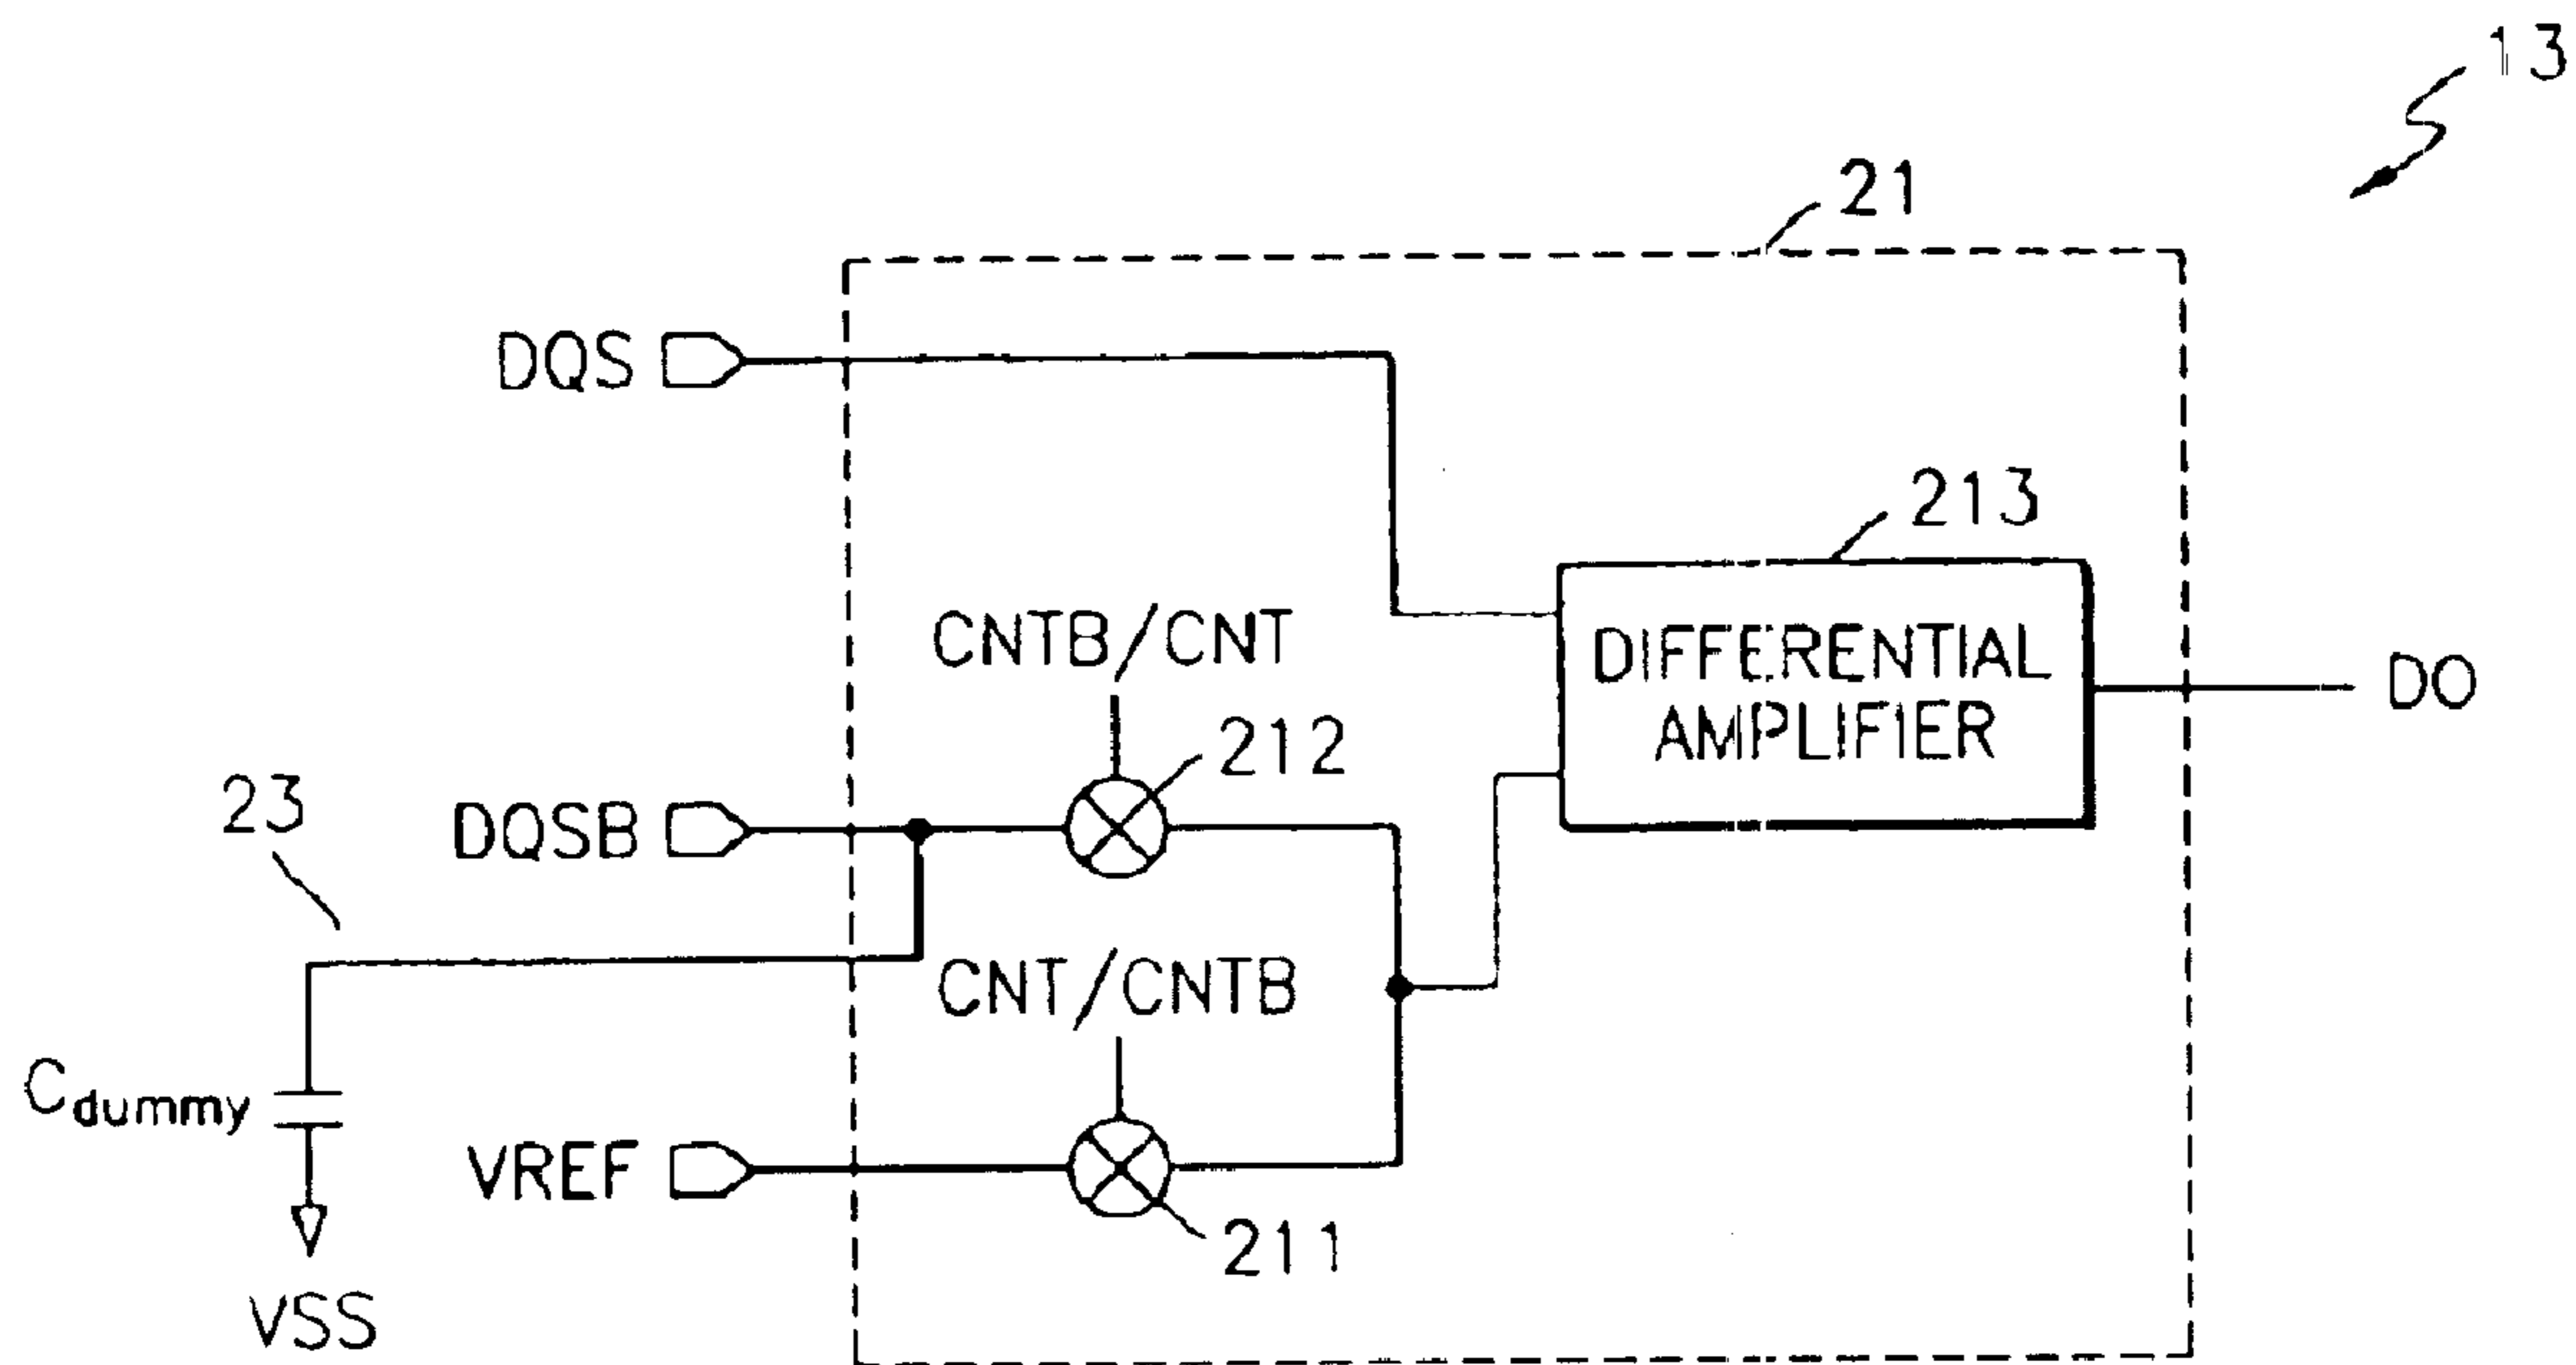 13
21
DQS
213
CNTB/CNT
DIFFERENTIAL
AMPLIFIER
DO
212
23
DQSB
CNT/CNTB
Cdummy
VREF
211
VSS